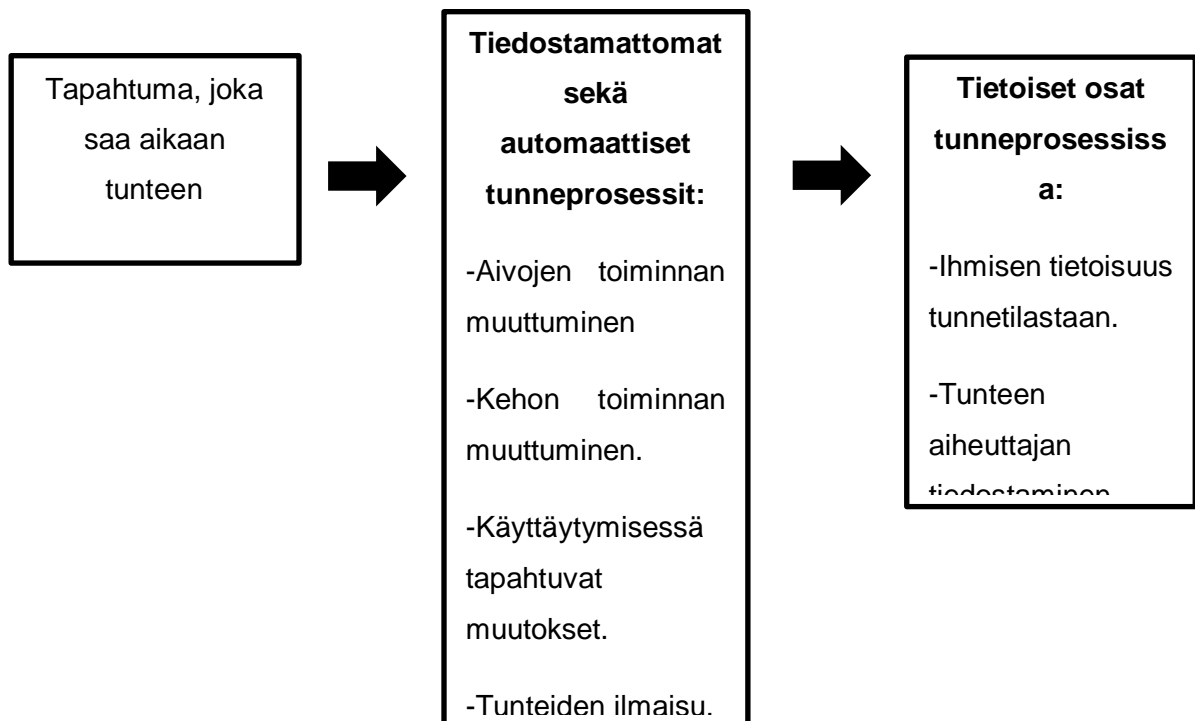 Tapahtuma, joka
saa aikaan
tunteen
Tiedostamattomat
sekä
automaattiset
tunneprosessit:
-Aivojen toiminnan
muuttuminen
-Kehon toiminnan
muuttuminen.
-Käyttäytymisessä
tapahtuvat
muutokset.
-Tunteiden ilmaisu.
Tietoiset osat
tunneprosessiss
a:
-Ihmisen tietoisuus
tunnetilastaan.
-Tunteen
aiheuttajan
tiedostaminen